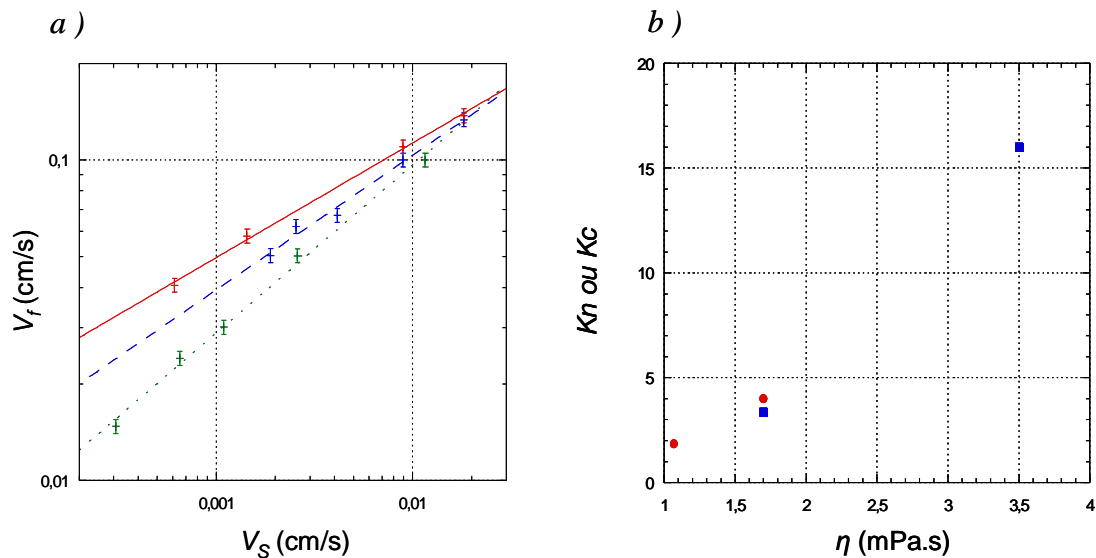 a )
0,1
0,01
0,001
0,01
V_f (cm/s)
V_S (cm/s)
b )
20
15
10
5
0
1
1,5
2
2,5
3
3,5
4
Kn ou Kc
η (mPa.s)